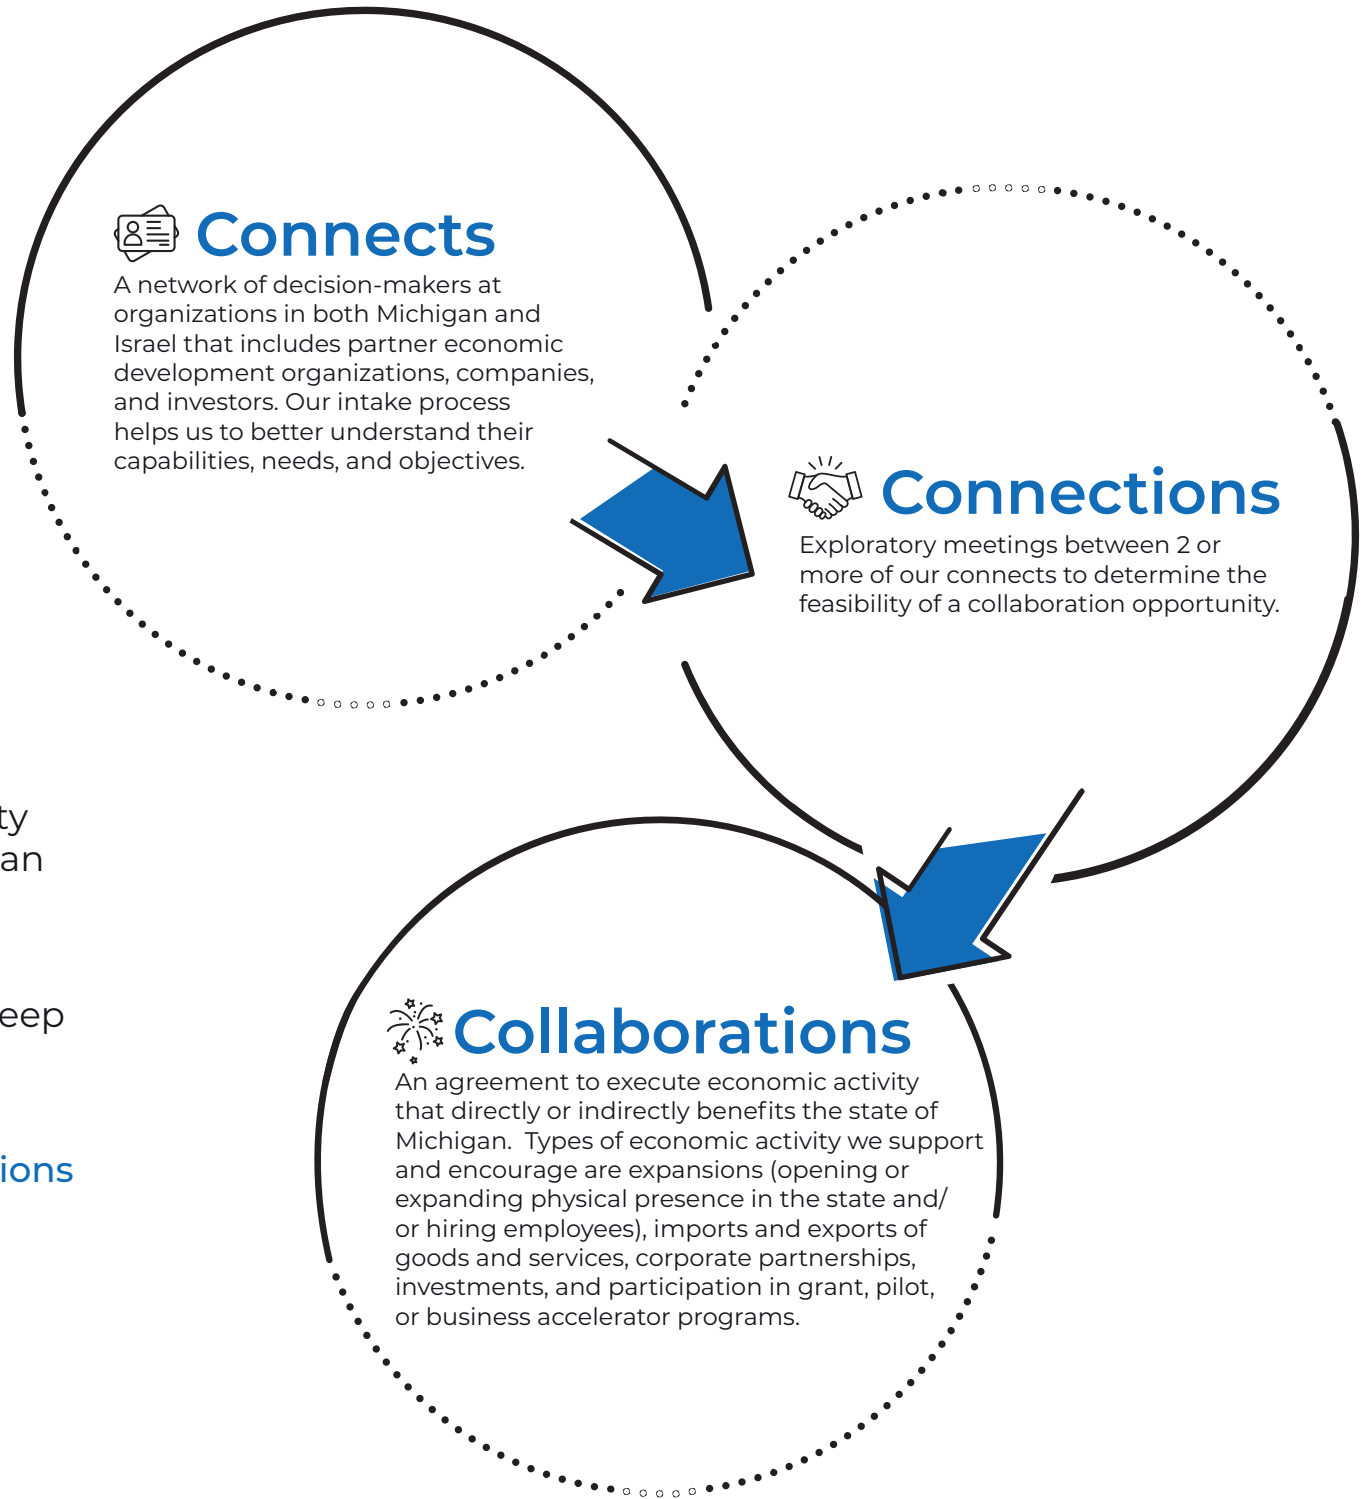 Connects
A network of decision-makers at
organizations in both Michigan and
Israel that includes partner economic
development organizations, companies,
and investors. Our intake process
helps us to better understand their
capabilities, needs, and objectives.
Connections
Exploratory meetings between 2 or
more of our connects to determine the
feasibility of a collaboration opportunity.
ty
an
eep
ions
Collaborations
An agreement to execute economic activity
that directly or indirectly benefits the state of
Michigan.  Types of economic activity we support
and encourage are expansions (opening or
expanding physical presence in the state and/
or hiring employees), imports and exports of
goods and services, corporate partnerships,
investments, and participation in grant, pilot,
or business accelerator programs.